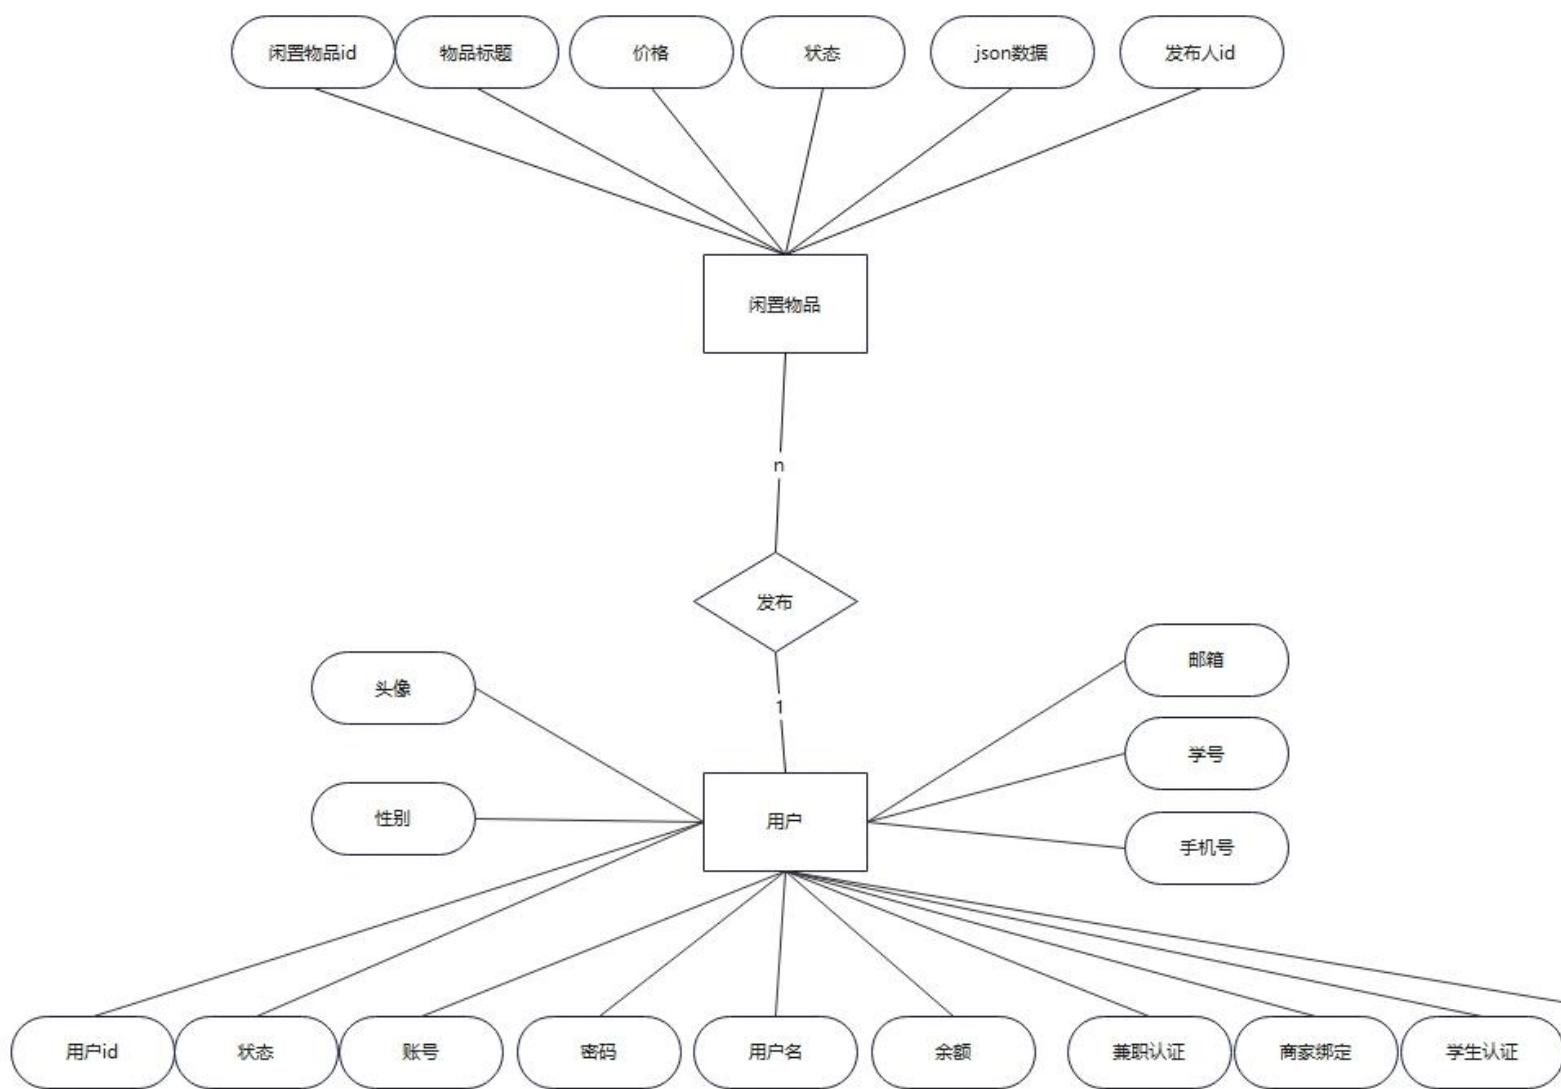 闲置物品id
物品标题
价格
状态
json数据
发布人id
闲置物品
n
发布
1
头像
性别
用户
邮箱
学号
手机号
用户id
状态
账号
密码
用户名
余额
兼职认证
商家绑定
学生认证